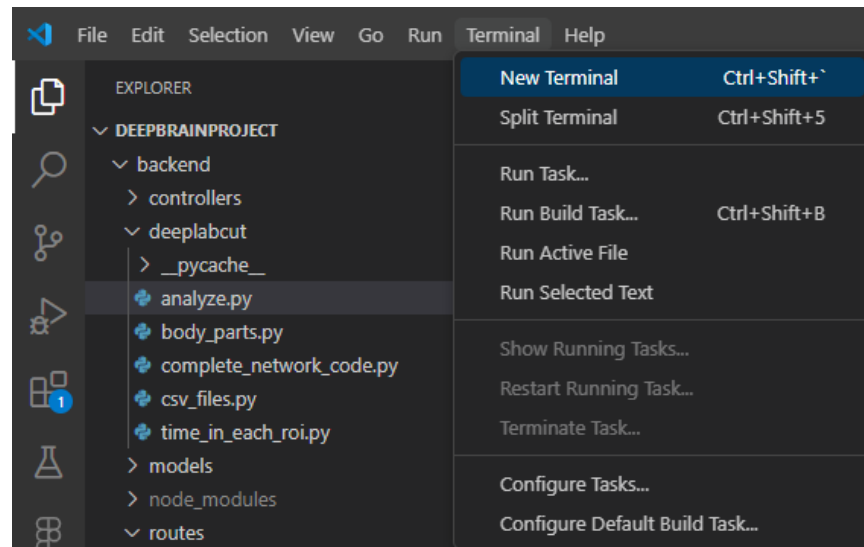 File Edit Selection View Go Run Terminal Help
EXPLORER
DEEPBRAINPROJECT
backend
controllers
deeplabcut
__pycache__
analyze.py
body_parts.py
complete_network_code.py
csv_files.py
time_in_each_roi.py
models
node_modules
routes
1
New Terminal Ctrl+Shift+`
Split Terminal Ctrl+Shift+5
Run Task...
Run Build Task... Ctrl+Shift+B
Run Active File
Run Selected Text
Show Running Tasks...
Restart Running Task...
Terminate Task...
Configure Tasks...
Configure Default Build Task...